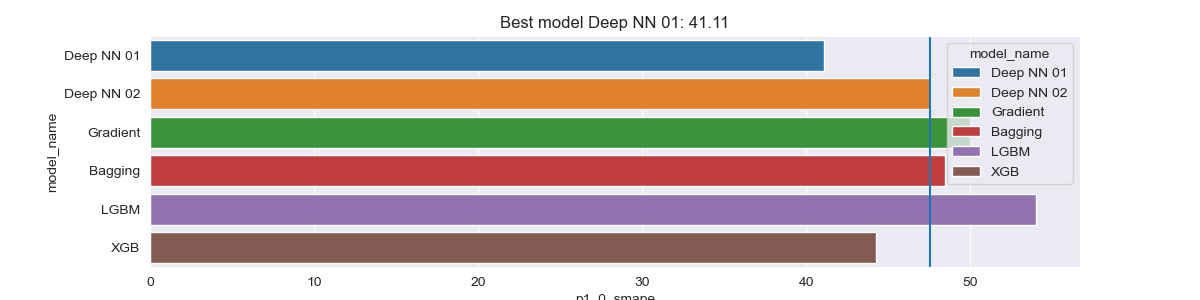 Best model Deep NN 01: 41.11
model_name
Deep NN 01
Deep NN 02
Gradient
Bagging
LGBM
XGB
model_name
Deep NN 01
Deep NN 02
Gradient
Bagging
LGBM
XGB
0 10 20 30 40 50
p1_0_smape